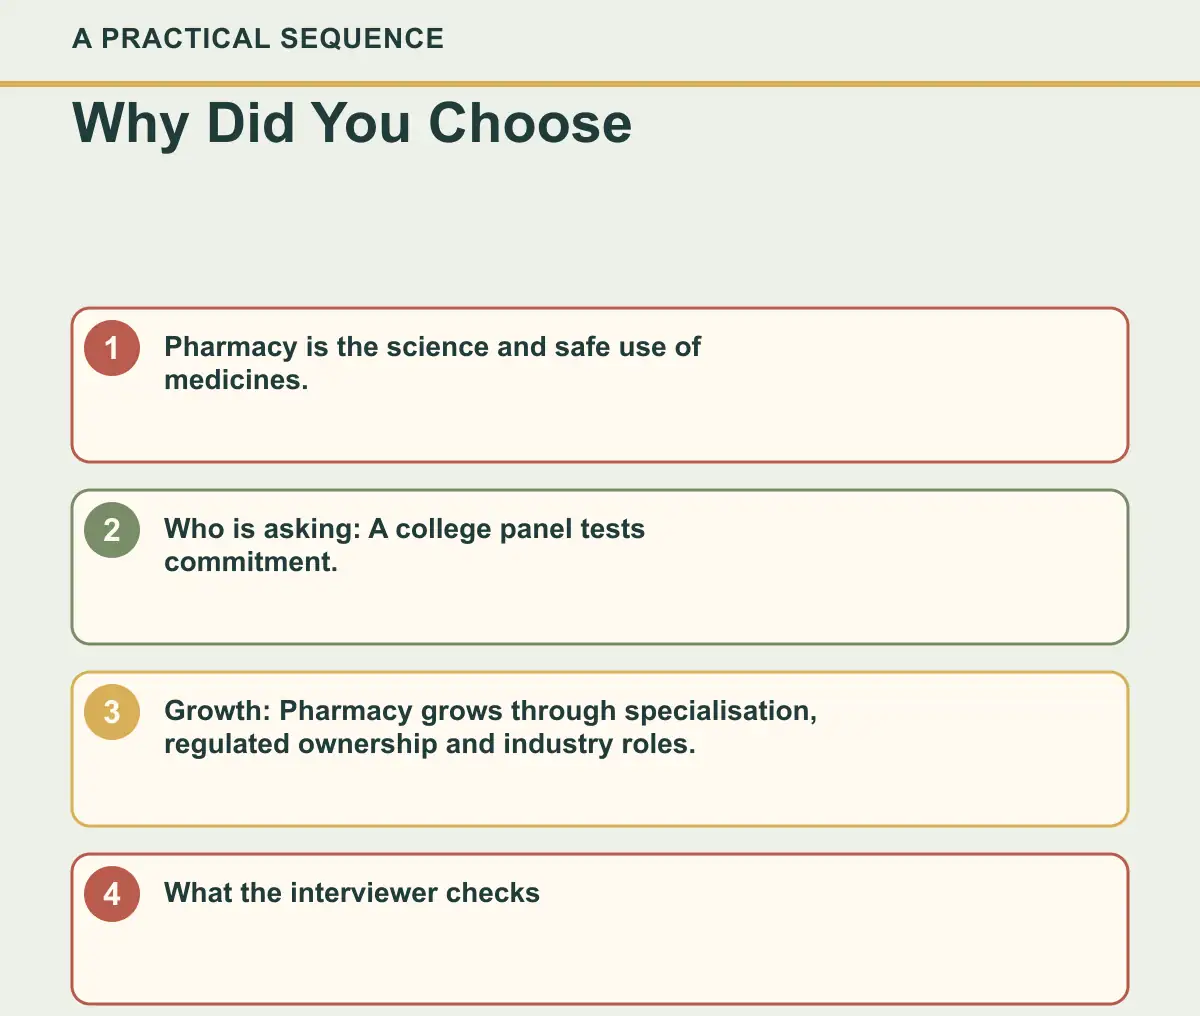 A PRACTICAL SEQUENCE
Why Did You Choose
1
Pharmacy is the science and safe use of
medicines.
2
Who is asking: A college panel tests
commitment.
3
Growth: Pharmacy grows through specialisation,
regulated ownership and industry roles.
4
What the interviewer checks